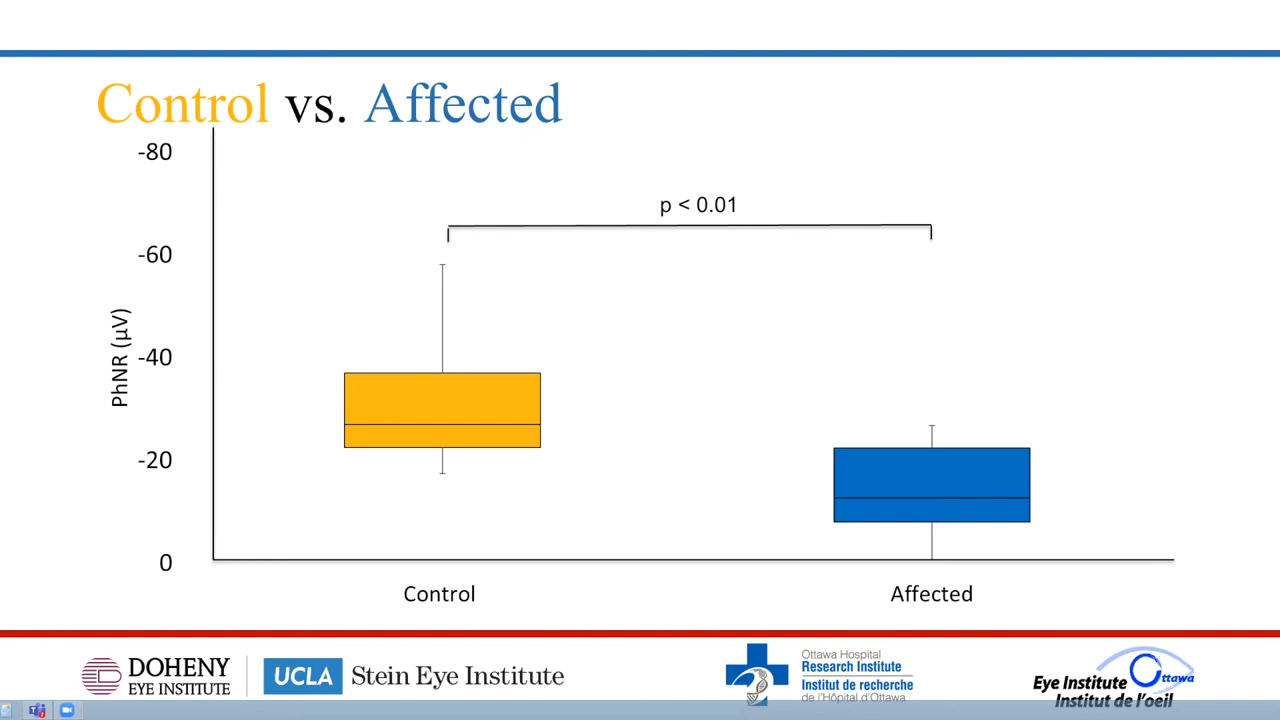 Control vs. Affected
-80
p < 0.01
-60
PhNR (µV)
-40
-20
0
Control
Affected
DOHENY
EYE INSTITUTE
UCLA Stein Eye Institute
Ottawa Hospital
Research Institute
Institut de recherche
de l'Hôpital d'Ottawa
Eye Institute Ottawa
Institut de l'oeil